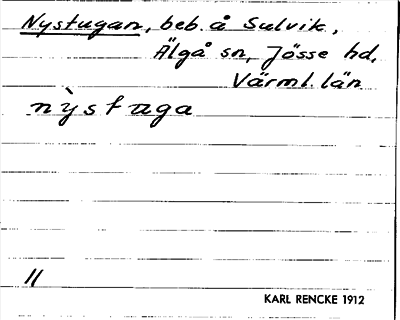 Nystugan, beb. å Sulvik,
Älgå sn, Jösse hd,
Värml. län
nỳstuga
11
KARL RENCKE 1912